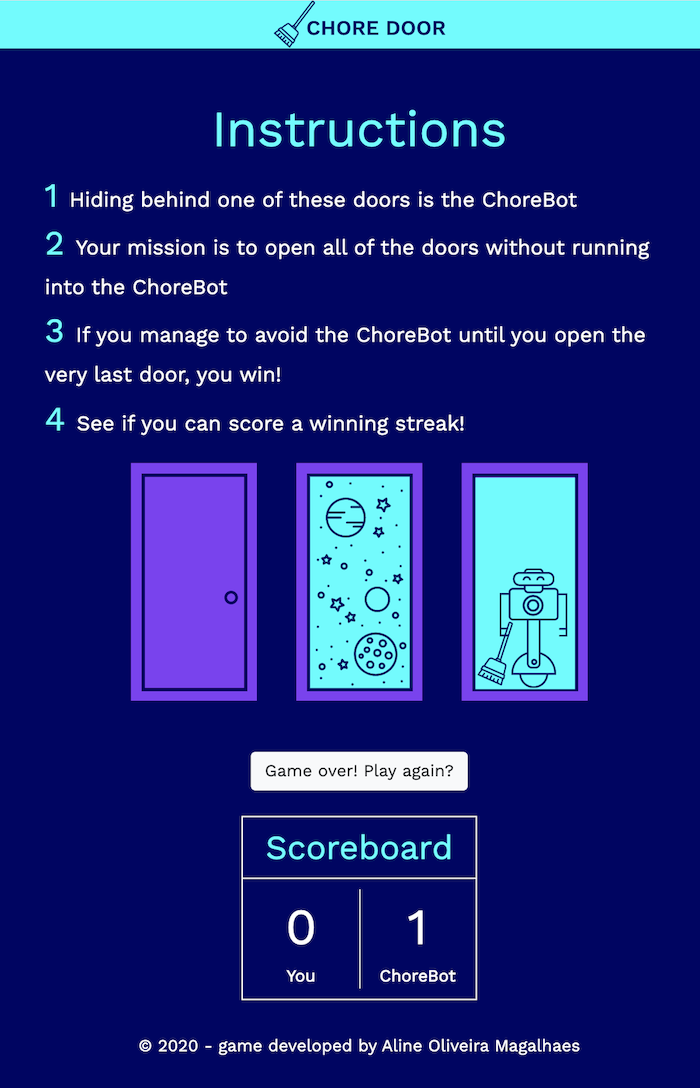 CHORE DOOR
Instructions
1 Hiding behind one of these doors is the ChoreBot
2 Your mission is to open all of the doors without running
into the ChoreBot
3 If you manage to avoid the ChoreBot until you open the
very last door, you win!
4 See if you can score a winning streak!
Game over! Play again?
Scoreboard
0 1
You ChoreBot
© 2020 - game developed by Aline Oliveira Magalhaes